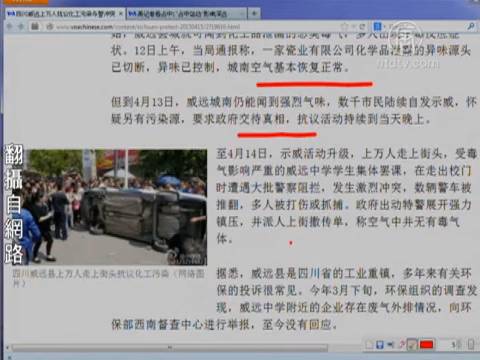 四川威远上万人抗议化工污染与警冲突
www.voachinese.com
新唐人
ntdtv.com
12日上午,当局通报称,一家瓷业有限公司化学品泄露的异味源头
已切断,异味已控制,城南空气基本恢复正常。
但到4月13日,威远城南仍能闻到强烈气味,数千市民陆续自发示威,怀
疑另有污染源,要求政府交待真相,抗议活动持续到当天晚上。
至4月14日,示威活动升级,上万人走上街头,受毒
气影响严重的威远中学学生集体罢课,在走出校门
时遭遇大批警察阻拦,发生激烈冲突,数辆警车被
推翻,多人被打伤或抓捕。政府出动特警展开强力
镇压,并派人上街撒传单,称空气中并无有毒气
体。
翻攝自網路
四川威远县上万人走上街头抗议化工污染(网络图
片)
据悉,威远县是四川省的工业重镇,多年来有关环
保的投诉很常见。今年3月下旬,环保组织的调查发
现,威远中学附近的企业存在废气外排情况,向环
保部西南督查中心进行举报,至今没有回应。